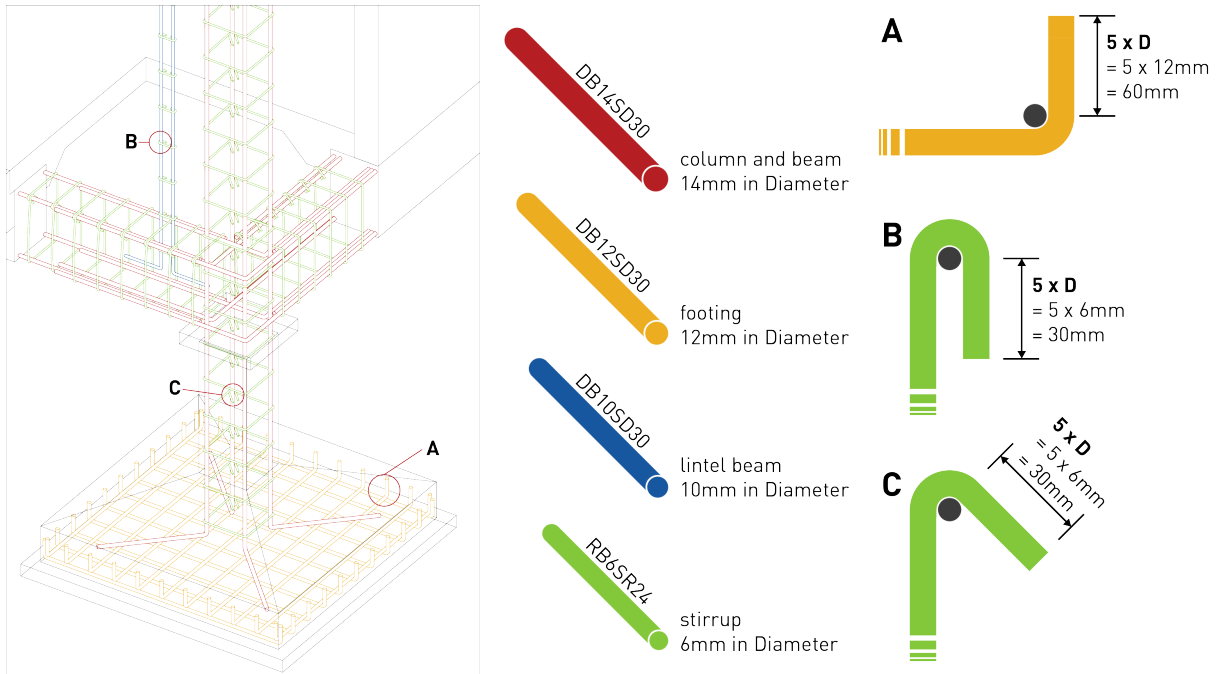 B
C
A
DB14SD30
column and beam
14mm in Diameter
DB12SD30
footing
12mm in Diameter
DB10SD30
lintel beam
10mm in Diameter
RB6SR24
stirrup
6mm in Diameter
A
5 x D
= 5 x 12mm
= 60mm
B
5 x D
= 5 x 6mm
= 30mm
C
5 x D
= 5 x 6mm
= 30mm